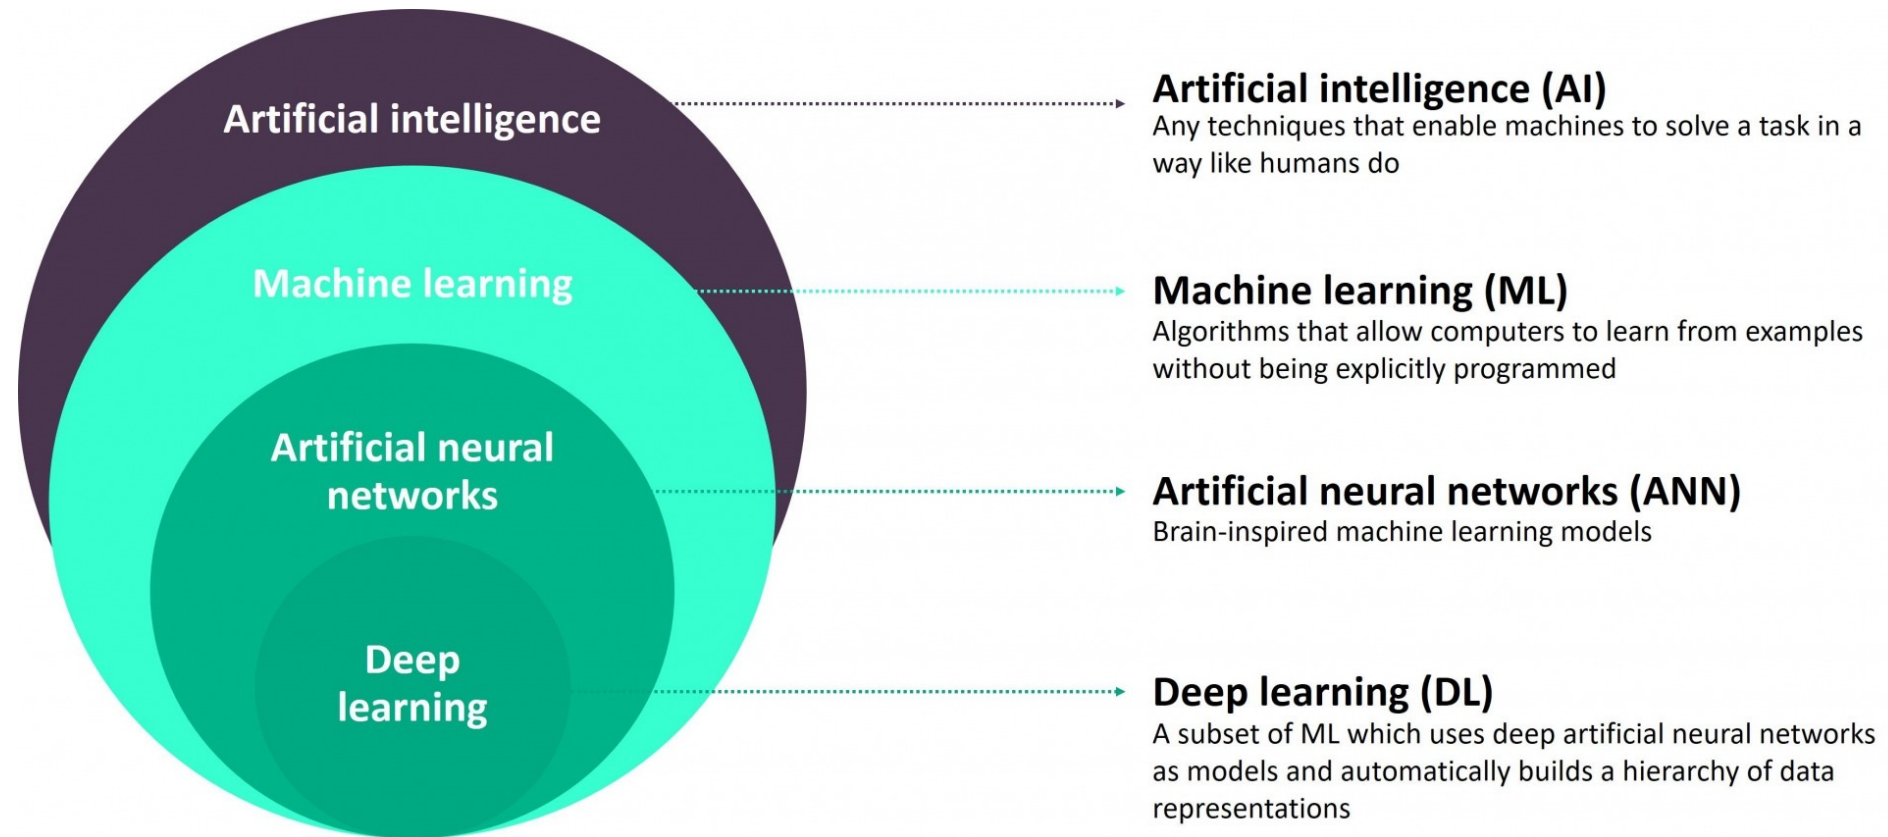 Artificial intelligence
Machine learning
Artificial neural
networks
Deep
learning
Artificial intelligence (AI)
Any techniques that enable machines to solve a task in a
way like humans do
Machine learning (ML)
Algorithms that allow computers to learn from examples
without being explicitly programmed
Artificial neural networks (ANN)
Brain-inspired machine learning models
Deep learning (DL)
A subset of ML which uses deep artificial neural networks
as models and automatically builds a hierarchy of data
representations